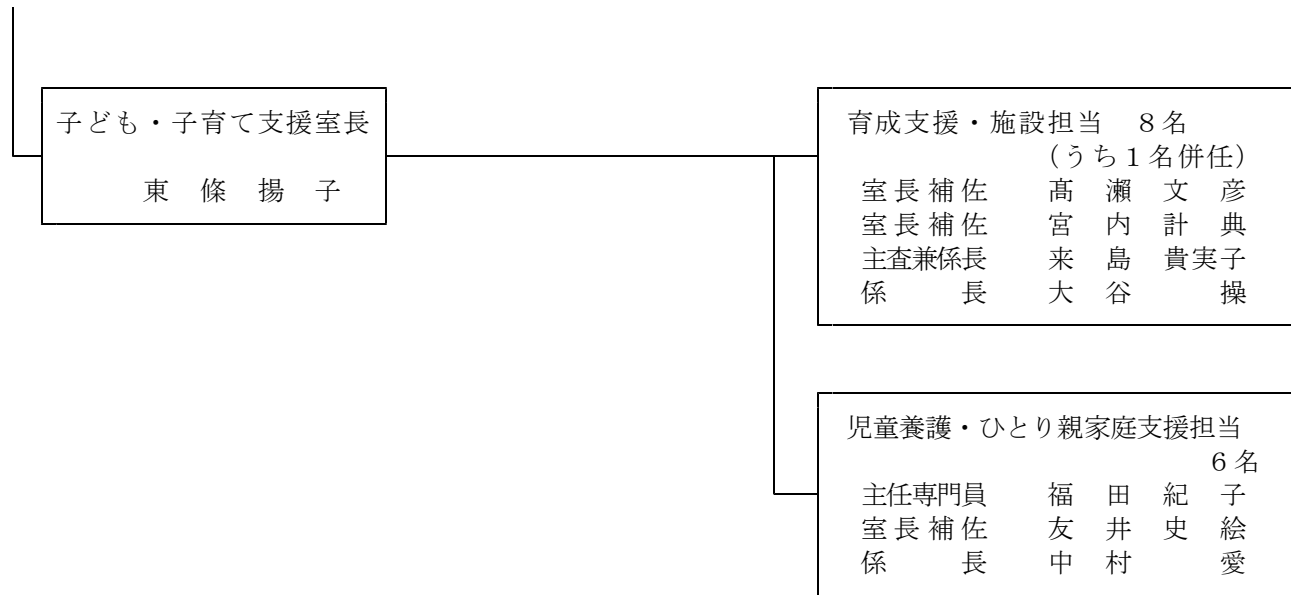 子ども・子育て支援室長
東條揚子
育成支援・施設担当　８名
（うち１名併任）
室長補佐　髙瀨文彦
室長補佐　宮内計典
主査兼係長　来島貴実子
係長　大谷操
児童養護・ひとり親家庭支援担当
６名
主任専門員　福田紀子
室長補佐　友井史絵
係長　中村愛